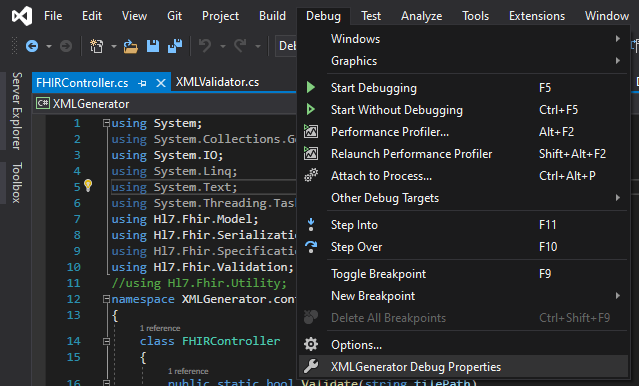 File Edit View Git Project Build Debug Test Analyze Tools Extensions Window
Windows
Graphics
Start Debugging F5
Start Without Debugging Ctrl+F5
Performance Profiler... Alt+F2
Relaunch Performance Profiler Shift+Alt+F2
Attach to Process... Ctrl+Alt+P
Other Debug Targets
Step Into F11
Step Over F10
Toggle Breakpoint F9
New Breakpoint
Delete All Breakpoints Ctrl+Shift+F9
Options...
XMLGenerator Debug Properties
Server Explorer
Toolbox
FHIRController.cs XMLValidator.cs
C# XMLGenerator
1 using System;
2 using System.Collections.Ge
3 using System.IO;
4 using System.Linq;
5 using System.Text;
6 using System.Threading.Task
7 using Hl7.Fhir.Model;
8 using Hl7.Fhir.Serializatio
9 using Hl7.Fhir.Specificatio
10 using Hl7.Fhir.Validation;
11 //using Hl7.Fhir.Utility;
12 namespace XMLGenerator.cont
13 {
1 reference
14 class FHIRController
15 {
1 reference
16 public static bool Validate(string filePath)